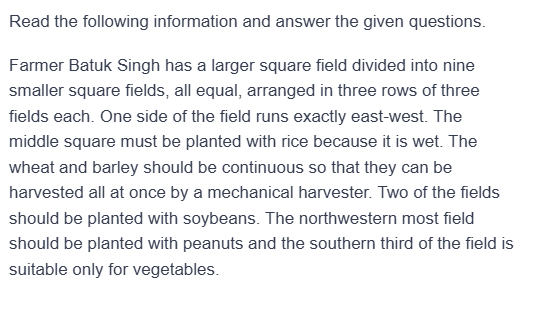 Read the following information and answer the given questions.
Farmer Batuk Singh has a larger square field divided into nine
smaller square fields, all equal, arranged in three rows of three
fields each. One side of the field runs exactly east-west. The
middle square must be planted with rice because it is wet. The
wheat and barley should be continuous so that they can be
harvested all at once by a mechanical harvester. Two of the fields
should be planted with soybeans. The northwestern most field
should be planted with peanuts and the southern third of the field is
suitable only for vegetables.